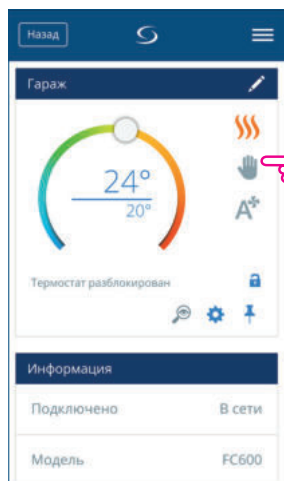 Назад
Гараж
24°
20°
A
Термостат разблокирован
Информация
Подключено В сети
Модель FC600